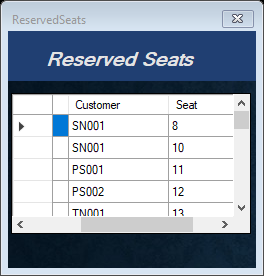 ReservedSeats
Reserved Seats
Customer Seat
SN001 8
SN001 10
PS001 11
PS002 12
TN001 13